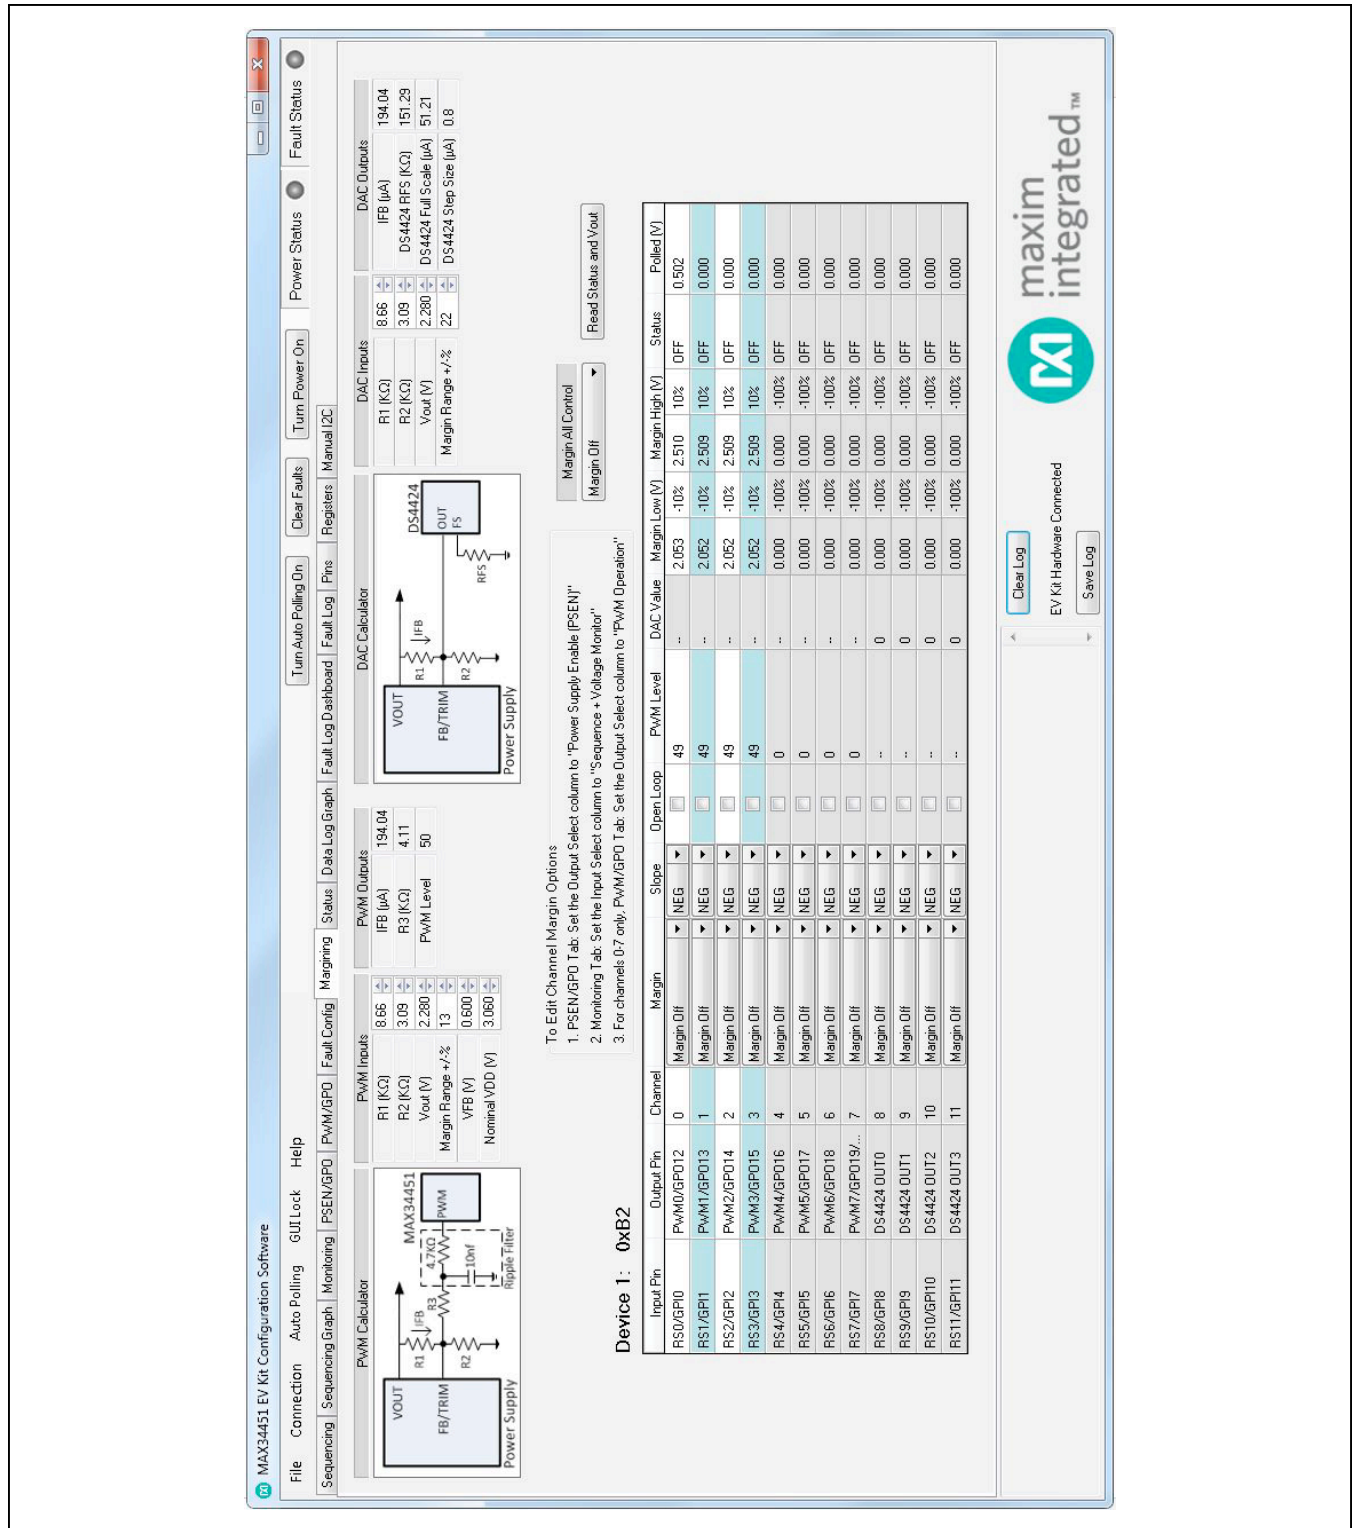 MAX34451 EV Kit Configuration Software
File Connection Auto Polling GUI Lock Help
Turn Auto Polling On Clear Faults Turn Power On Power Status Fault Status
Sequencing Sequencing Graph Monitoring PSEN/GPO PWM/GPO Fault Config Margining Status Data Log Graph Fault Log Dashboard Fault Log Pins Registers Manual I2C
PWM Calculator
VOUT
FB/TRIM
Power Supply
R1
IFB
R2
R3
4.7KΩ
10nf
Ripple Filter
MAX34451
PWM
PWM Inputs
R1 (KΩ) 8.66
R2 (KΩ) 3.09
Vout (V) 2.280
Margin Range +/-% 13
VFB (V) 0.600
Nominal VDD (V) 3.060
PWM Outputs
IFB (µA) 194.04
R3 (KΩ) 4.11
PWM Level 50
DAC Calculator
VOUT
FB/TRIM
Power Supply
R1
IFB
R2
DS4424
OUT
FS
RFS
DAC Inputs
R1 (KΩ) 8.66
R2 (KΩ) 3.09
Vout (V) 2.280
Margin Range +/-% 22
DAC Outputs
IFB (µA) 194.04
DS4424 RFS (KΩ) 151.29
DS4424 Full Scale (µA) 51.21
DS4424 Step Size (µA) 0.8
To Edit Channel Margin Options
1. PSEN/GPO Tab: Set the Output Select column to "Power Supply Enable (PSEN)"
2. Monitoring Tab: Set the Input Select column to "Sequence + Voltage Monitor"
3. For channels 0-7 only, PWM/GPO Tab: Set the Output Select column to "PWM Operation"
Margin All Control
Margin Off Read Status and Vout
Device 1: 0xB2
Input Pin Output Pin Channel Margin Slope Open Loop PWM Level DAC Value Margin Low (V) Margin High (V) Status Polled (V)
RS0/GPI0 PWM0/GPO12 0 Margin Off NEG 49 -- 2.053 -10% 2.510 10% OFF 0.502
RS1/GPI1 PWM1/GPO13 1 Margin Off NEG 49 -- 2.052 -10% 2.509 10% OFF 0.000
RS2/GPI2 PWM2/GPO14 2 Margin Off NEG 49 -- 2.052 -10% 2.509 10% OFF 0.000
RS3/GPI3 PWM3/GPO15 3 Margin Off NEG 49 -- 2.052 -10% 2.509 10% OFF 0.000
RS4/GPI4 PWM4/GPO16 4 Margin Off NEG 0 -- 0.000 -100% 0.000 -100% OFF 0.000
RS5/GPI5 PWM5/GPO17 5 Margin Off NEG 0 -- 0.000 -100% 0.000 -100% OFF 0.000
RS6/GPI6 PWM6/GPO18 6 Margin Off NEG 0 -- 0.000 -100% 0.000 -100% OFF 0.000
RS7/GPI7 PWM7/GPO19/... 7 Margin Off NEG 0 -- 0.000 -100% 0.000 -100% OFF 0.000
RS8/GPI8 DS4424 OUT0 8 Margin Off NEG -- 0 0.000 -100% 0.000 -100% OFF 0.000
RS9/GPI9 DS4424 OUT1 9 Margin Off NEG -- 0 0.000 -100% 0.000 -100% OFF 0.000
RS10/GPI10 DS4424 OUT2 10 Margin Off NEG -- 0 0.000 -100% 0.000 -100% OFF 0.000
RS11/GPI11 DS4424 OUT3 11 Margin Off NEG -- 0 0.000 -100% 0.000 -100% OFF 0.000
Clear Log
EV Kit Hardware Connected
Save Log
maxim
integrated™